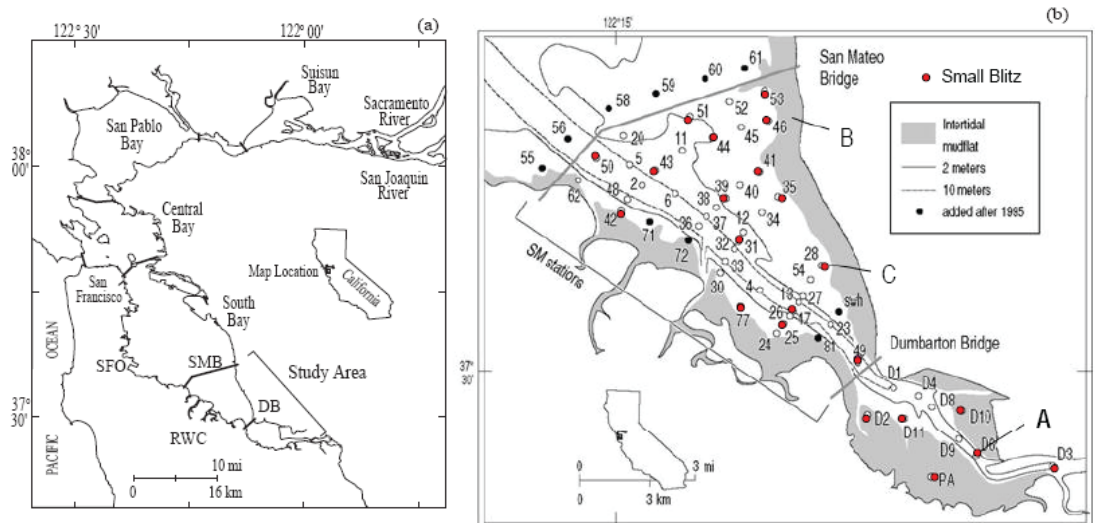 (a)
122° 30'
122° 00'
Suisun
Bay
Sacramento
River
San Pablo
Bay
38°
00'
San Joaquin
River
Central
Bay
Map Location
California
San
Francisco
South
Bay
OCEAN
SFO
SMB
Study Area
37°
30'
DB
RWC
PACIFIC
10 mi
0
16 km
(b)
122° 15'
61
60
59
58
56
55
San Mateo
Bridge
Small Blitz
53
52
51
46
B
45
44
11
20
50
5
43
41
2
6
40
39
35
62
48
38
34
42
71
36
37
12
72
32
31
33
28
C
54
30
4
13
27
swh
77
26
17
23
25
24
81
49
Intertidal
mudflat
2 meters
10 meters
added after 1985
SM stations
Dumbarton Bridge
37°
30'
D1
D4
D8
D10
A
D2
D11
D9
D6
D3
PA
0
3 mi
0
3 km